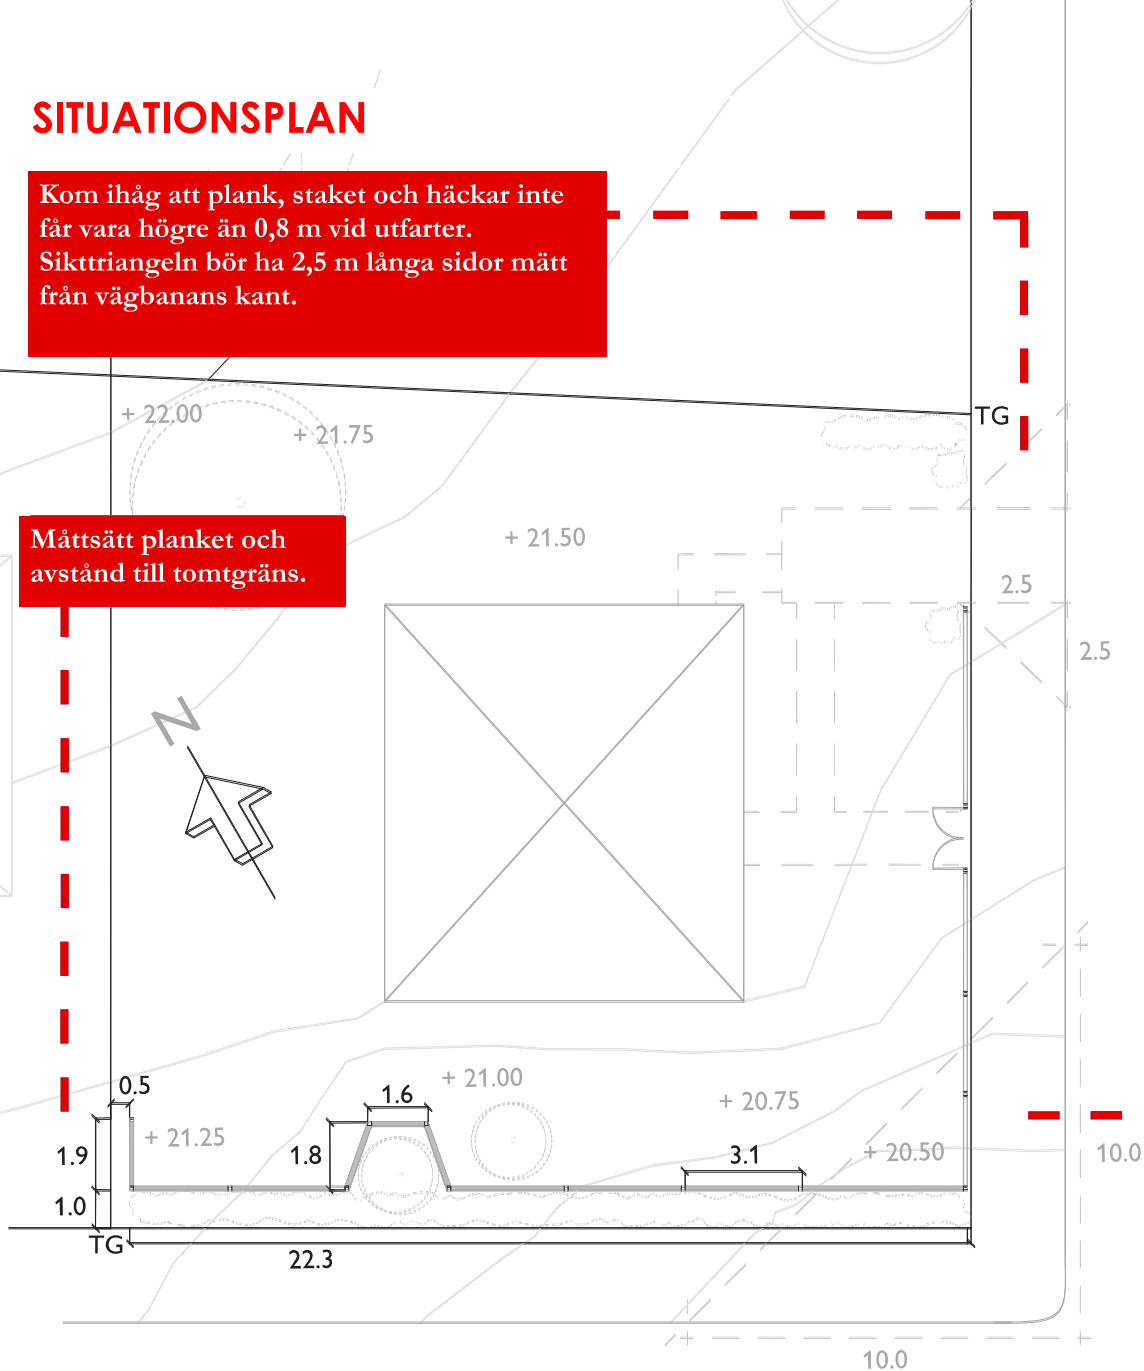 SITUATIONSPLAN
Kom ihåg att plank, staket och häckar inte
får vara högre än 0,8 m vid utfarter.
Sikttriangeln bör ha 2,5 m långa sidor mätt
från vägbanans kant.
+ 22.00
+ 21.75
TG
Måttsätt planket och
avstånd till tomtgräns.
+ 21.50
2.5
2.5
N
0.5
1.6
+ 21.00
+ 20.75
+ 21.25
1.9
1.8
3.1
+ 20.50
10.0
1.0
TG
22.3
10.0